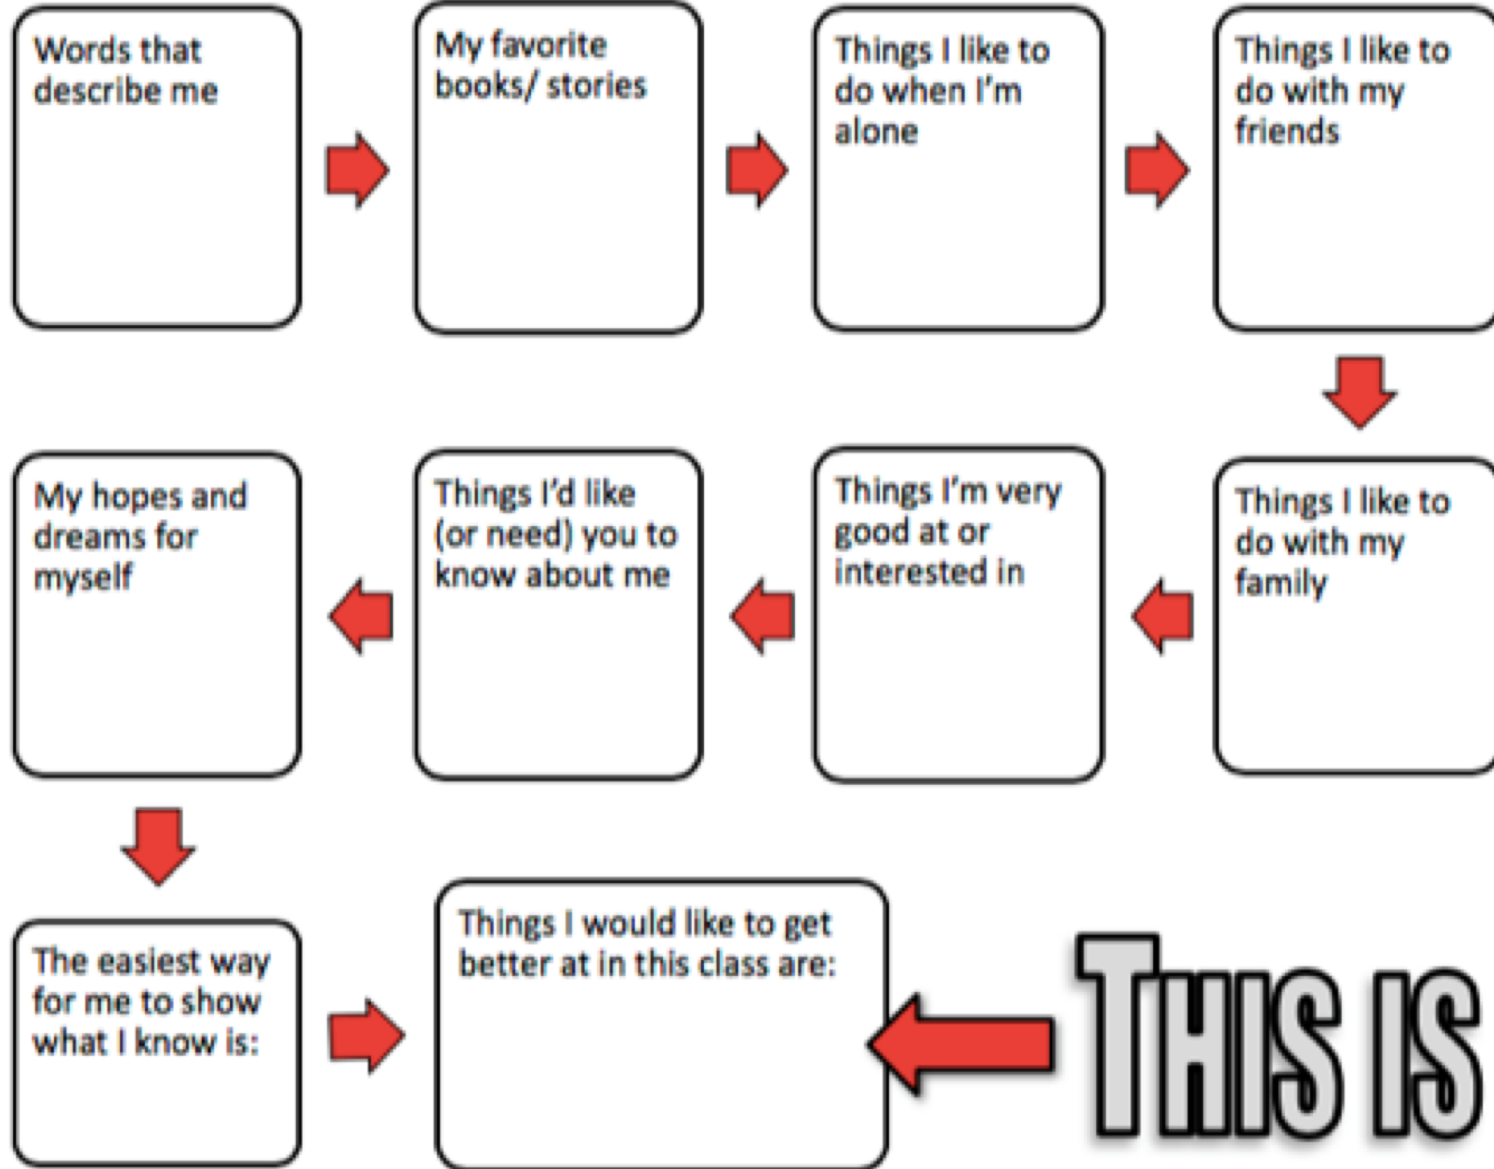 Words that
describe me
My favorite
books/ stories
Things I like to
do when I'm
alone
Things I like to
do with my
friends
Things I like to
do with my
family
Things I'm very
good at or
interested in
Things I'd like
(or need) you to
know about me
My hopes and
dreams for
myself
The easiest way
for me to show
what I know is:
Things I would like to get
better at in this class are:
THIS IS